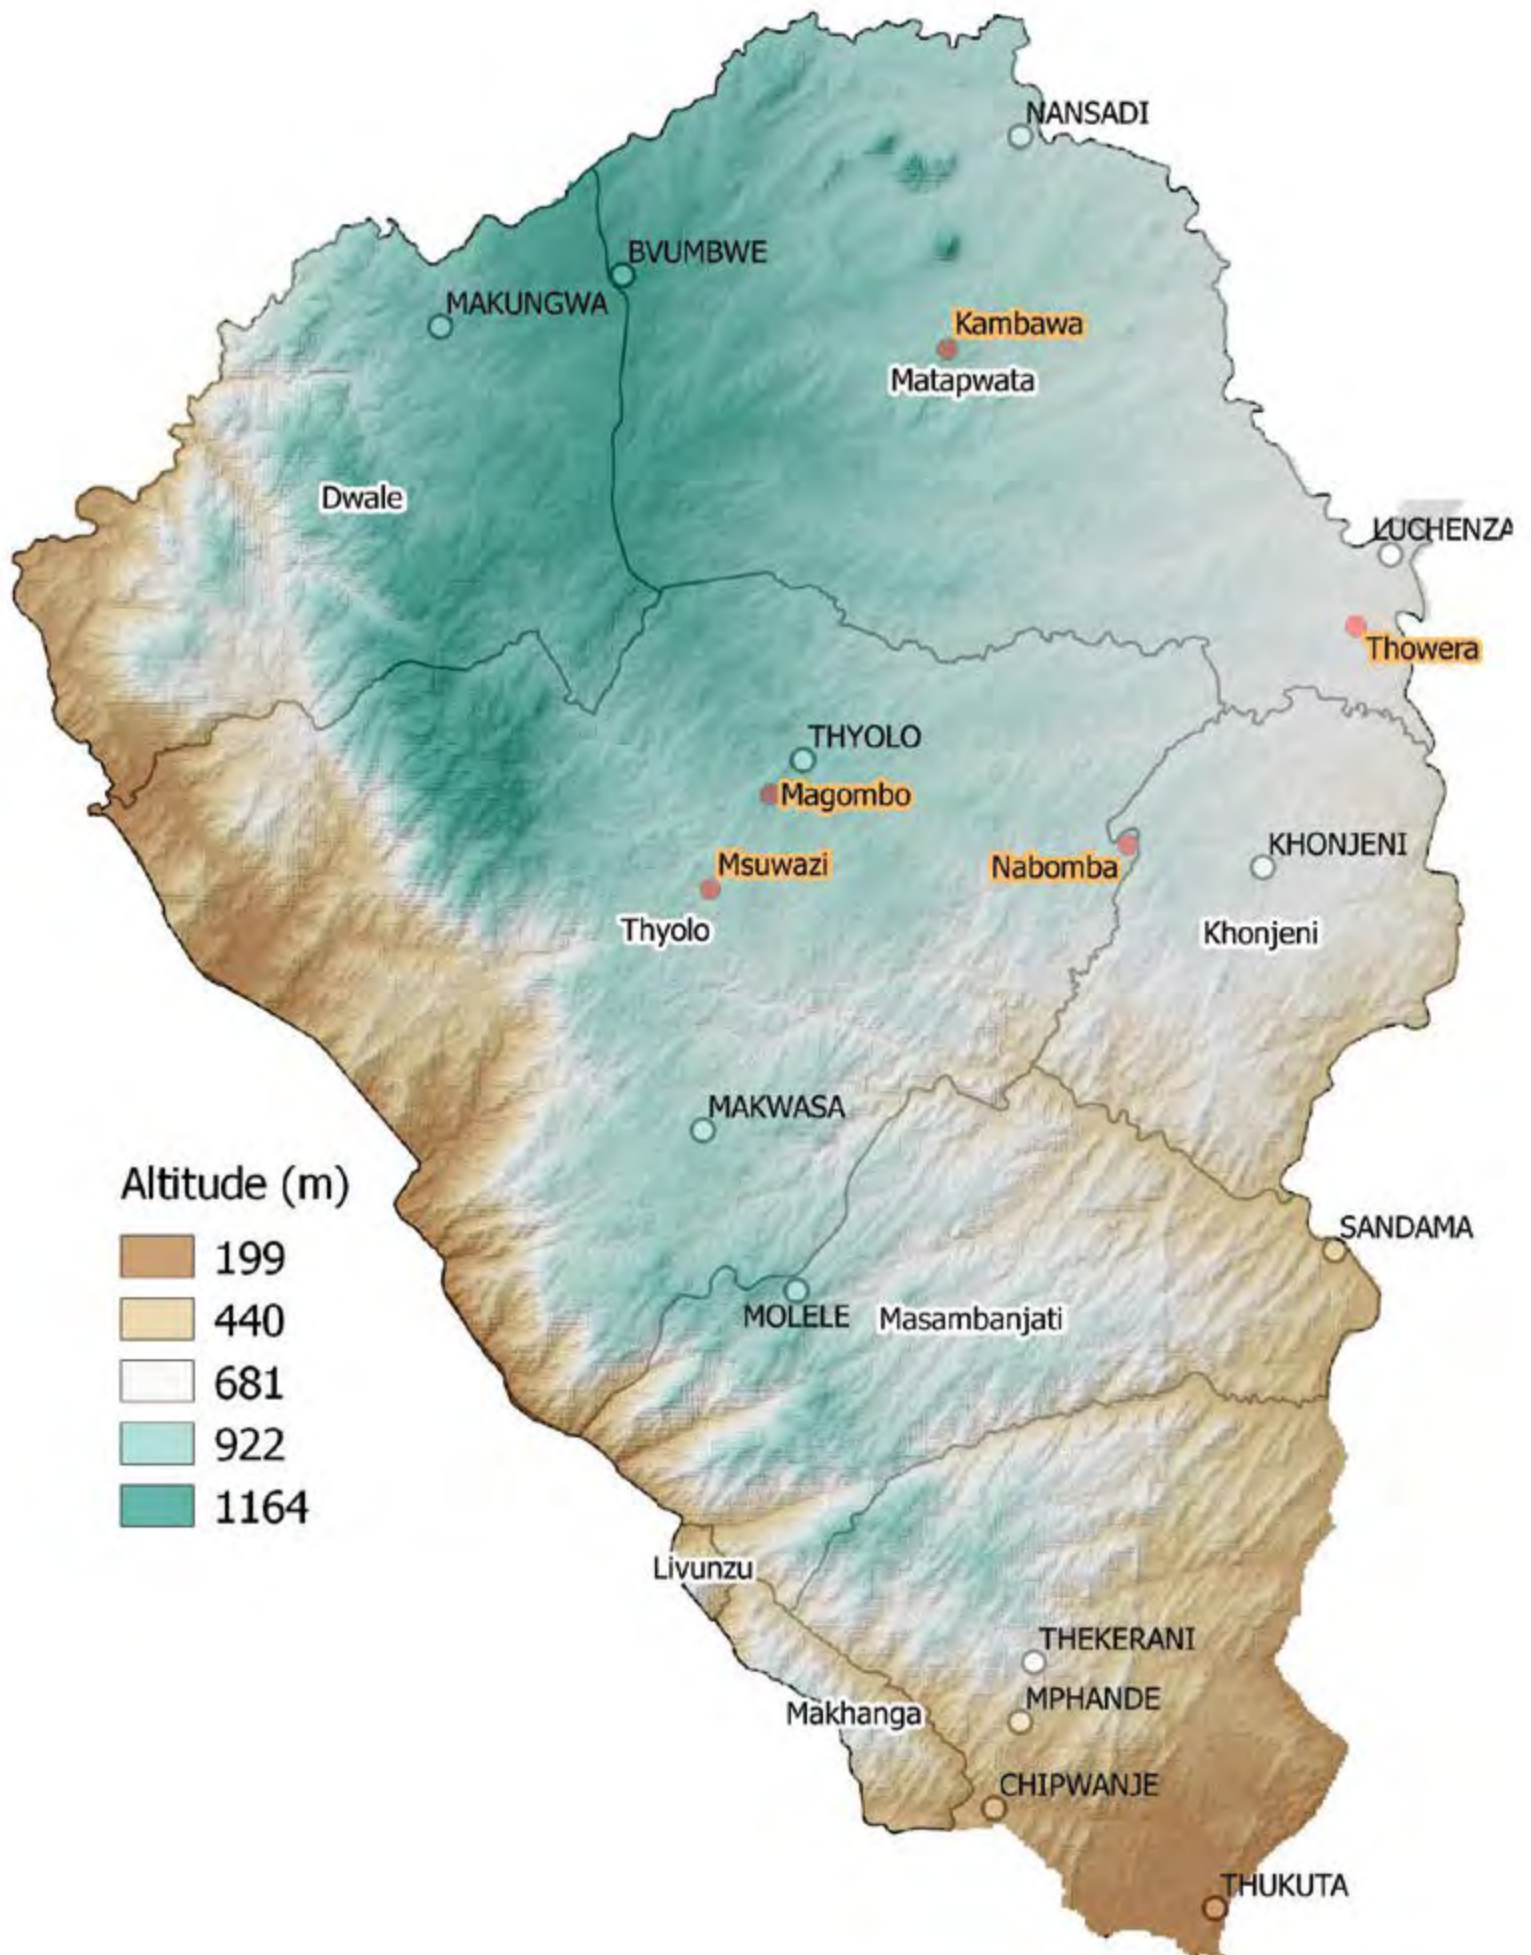 NANSADI
BVUMBWE
MAKUNGWA
Kambawa
Matapwata
Dwale
LUCHENZA
Thowera
THYOLO
Magombo
Msuwazi
Nabomba
KHONJENI
Thyolo
Khonjeni
MAKWASA
Altitude (m)
199
440
681
922
1164
SANDAMA
MOLELE
Masambanjati
Livunzu
THEKERANI
MPHANDE
Makhanga
CHIPWANJE
THUKUTA